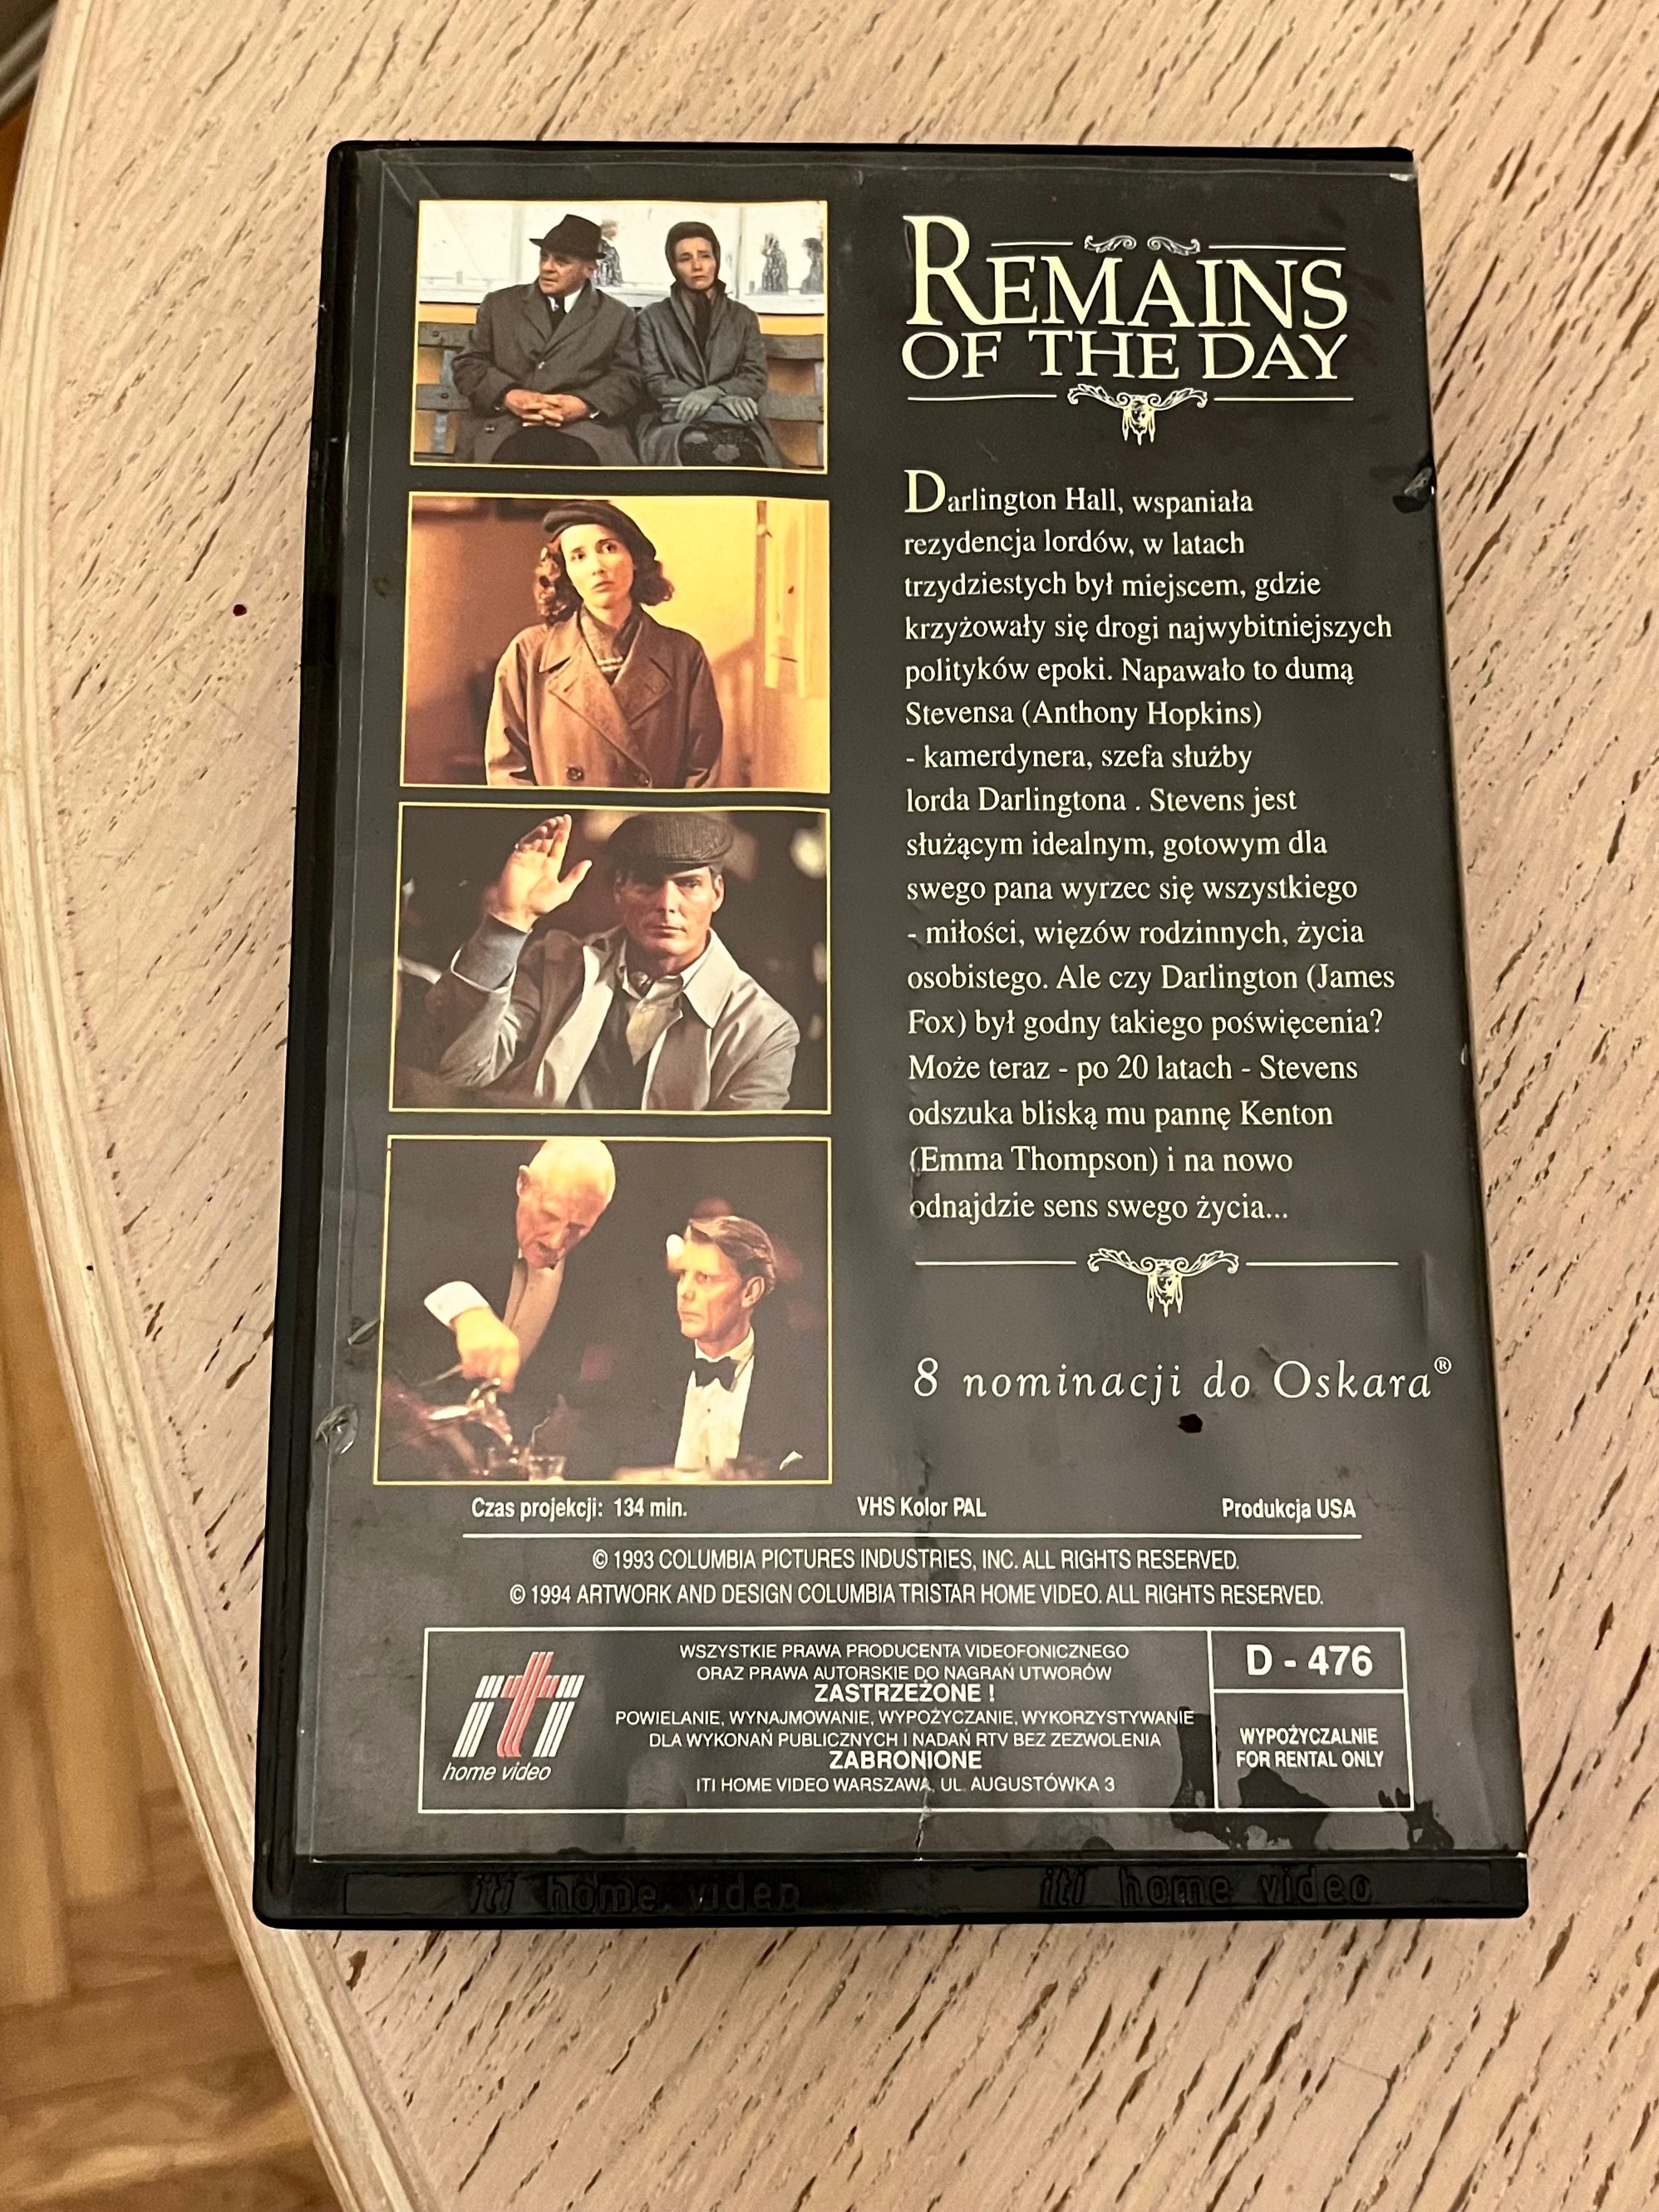 REMAINS
OF THE DAY
Darlington Hall, wspaniała
rezydencja lordów, w latach
trzydziestych był miejscem, gdzie
krzyżowały się drogi najwybitniejszych
polityków epoki. Napawało to dumą
Stevensa (Anthony Hopkins)
- kamerdynera, szefa służby
lorda Darlingtona . Stevens jest
służącym idealnym, gotowym dla
swego pana wyrzec się wszystkiego
- miłości, więzów rodzinnych, życia
osobistego. Ale czy Darlington (James
Fox) był godny takiego poświęcenia?
Może teraz - po 20 latach - Stevens
odszuka bliską mu pannę Kenton
(Emma Thompson) i na nowo
odnajdzie sens swego życia...
8 nominacji do Oskara®
Czas projekcji: 134 min. VHS Kolor PAL Produkcja USA
© 1993 COLUMBIA PICTURES INDUSTRIES, INC. ALL RIGHTS RESERVED.
© 1994 ARTWORK AND DESIGN COLUMBIA TRISTAR HOME VIDEO. ALL RIGHTS RESERVED.
iti
home video
WSZYSTKIE PRAWA PRODUCENTA VIDEOFONICZNEGO
ORAZ PRAWA AUTORSKIE DO NAGRAŃ UTWORÓW
ZASTRZEŻONE !
POWIELANIE, WYNAJMOWANIE, WYPOŻYCZANIE, WYKORZYSTYWANIE
DLA WYKONAŃ PUBLICZNYCH I NADAŃ RTV BEZ ZEZWOLENIA
ZABRONIONE
ITI HOME VIDEO WARSZAWA, UL. AUGUSTÓWKA 3
D - 476
WYPOŻYCZALNIE
FOR RENTAL ONLY
iti home video iti home video